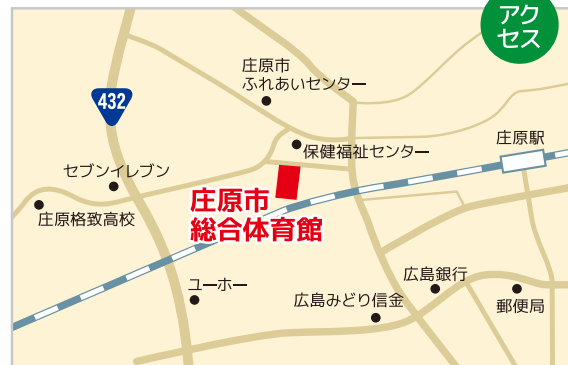 アク
セス
庄原市
ふれあいセンター
432
保健福祉センター
庄原駅
セブンイレブン
庄原格致高校
庄原市
総合体育館
ユーホー
広島みどり信金
広島銀行
郵便局